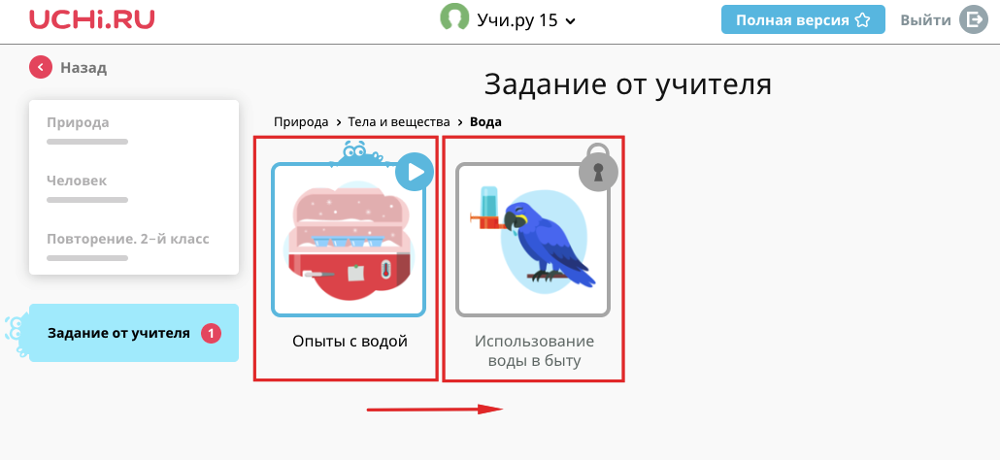 UCHi.RU
Учи.ру 15
Полная версия
Выйти
Назад
Задание от учителя
Природа
Человек
Повторение. 2–й класс
Задание от учителя 1
Природа > Тела и вещества > Вода
Опыты с водой
Использование
воды в быту